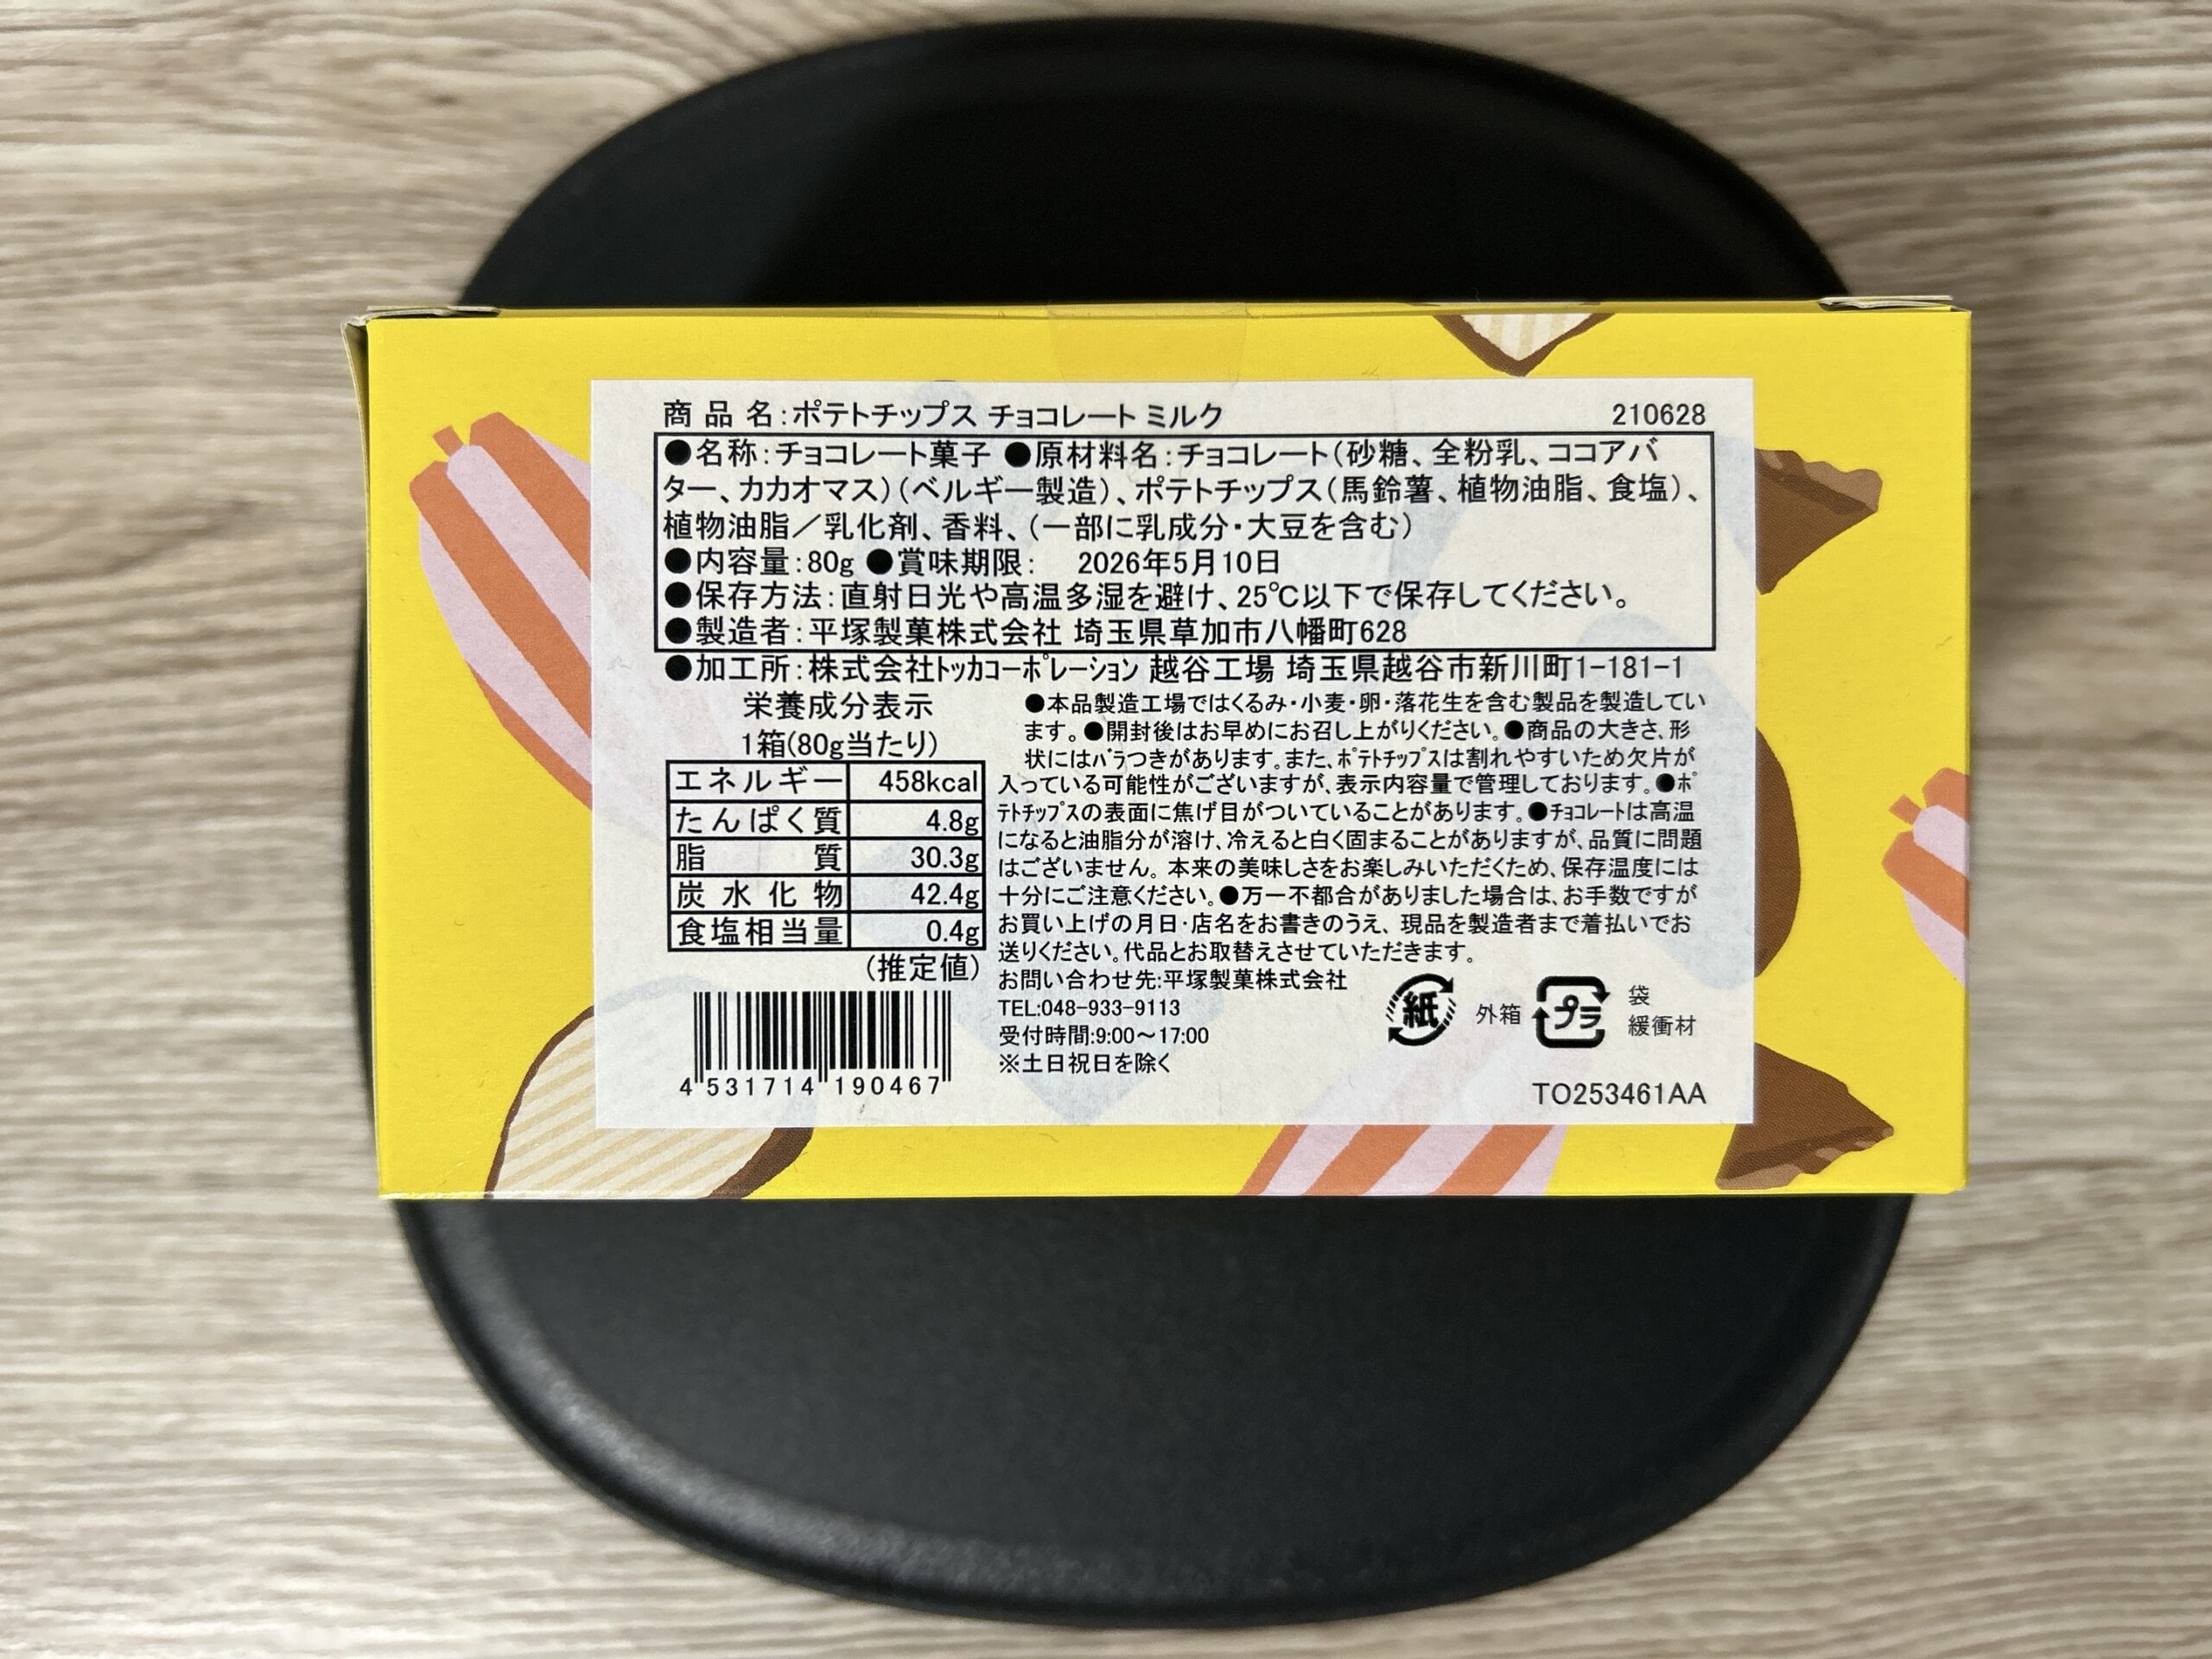 商品名:ポテトチップス チョコレート ミルク 210628
●名称:チョコレート菓子 ●原材料名:チョコレート(砂糖、全粉乳、ココアバ
ター、カカオマス)(ベルギー製造)、ポテトチップス(馬鈴薯、植物油脂、食塩)、
植物油脂/乳化剤、香料、(一部に乳成分・大豆を含む)
●内容量:80g ●賞味期限: 2026年5月10日
●保存方法:直射日光や高温多湿を避け、25℃以下で保存してください。
●製造者:平塚製菓株式会社 埼玉県草加市八幡町628
●加工所:株式会社トッカコーポレーション 越谷工場 埼玉県越谷市新川町1-181-1
栄養成分表示
1箱(80g当たり)
エネルギー 458kcal
たんぱく質 4.8g
脂質 30.3g
炭水化物 42.4g
食塩相当量 0.4g
(推定値)
4 531714 190467
●本品製造工場ではくるみ・小麦・卵・落花生を含む製品を製造してい
ます。●開封後はお早めにお召し上がりください。●商品の大きさ、形
状にはバラつきがあります。また、ポテトチップスは割れやすいため欠片が
入っている可能性がございますが、表示内容量で管理しております。●ポ
テトチップスの表面に焦げ目がついていることがあります。●チョコレートは高温
になると油脂分が溶け、冷えると白く固まることがありますが、品質に問題
はございません。本来の美味しさをお楽しみいただくため、保存温度には
十分にご注意ください。●万一不都合がありました場合は、お手数ですが
お買い上げの月日・店名をお書きのうえ、現品を製造者まで着払いでお
送りください。代品とお取替えさせていただきます。
お問い合わせ先:平塚製菓株式会社
TEL:048-933-9113
受付時間:9:00～17:00
※土日祝日を除く
紙 外箱 プラ 袋
緩衝材
TO253461AA